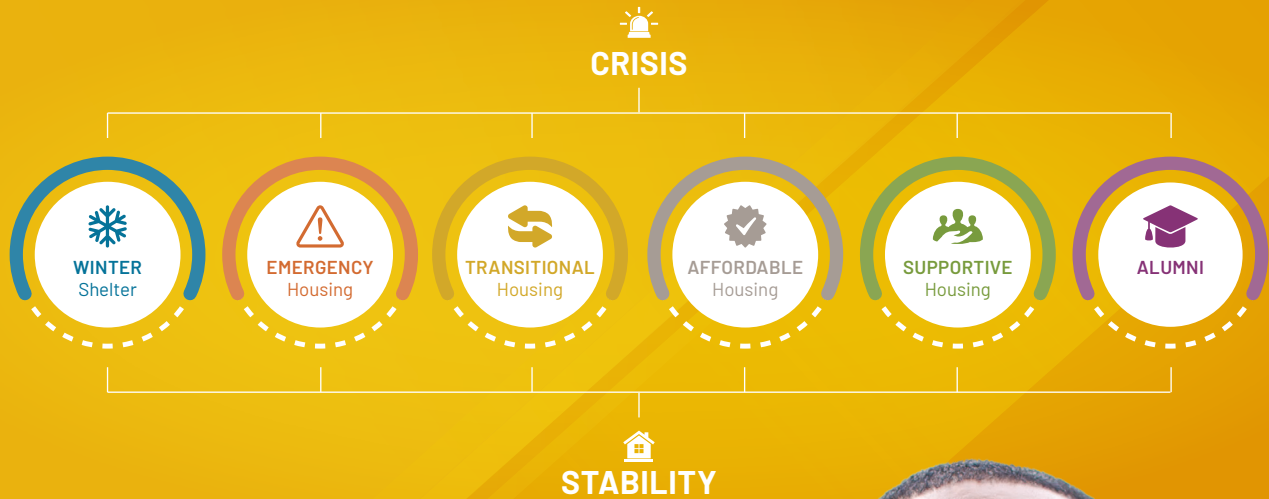 CRISIS
WINTER
Shelter
EMERGENCY
Housing
TRANSITIONAL
Housing
AFFORDABLE
Housing
SUPPORTIVE
Housing
ALUMNI
STABILITY